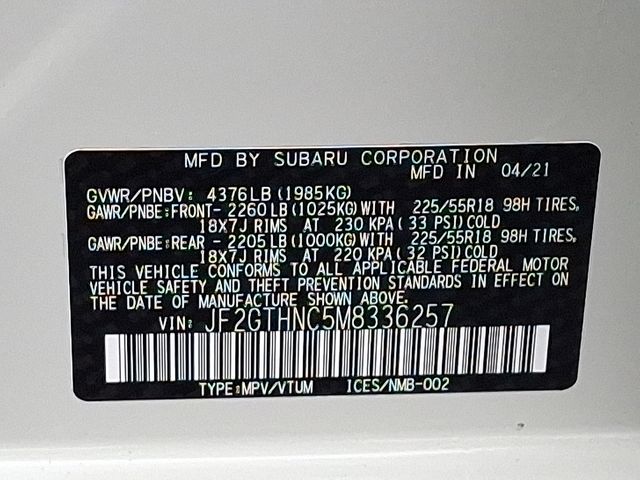 MFD BY SUBARU CORPORATION
MFD IN 04/21
GVWR/PNBV: 4376LB(1985KG)
GAWR/PNBE:FRONT- 2260LB(1025KG)WITH 225/55R18 98H TIRES,
18X7J RIMS AT 230 KPA( 33 PSI)COLD
GAWR/PNBE:REAR - 2205LB(1000KG)WITH 225/55R18 98H TIRES,
18X7J RIMS AT 220 KPA( 32 PSI)COLD
THIS VEHICLE CONFORMS TO ALL APPLICABLE FEDERAL MOTOR
VEHICLE SAFETY AND THEFT PREVENTION STANDARDS IN EFFECT ON
THE DATE OF MANUFACTURE SHOWN ABOVE.
VIN: JF2GTHNC5M8336257
TYPE:MPV/VTUM ICES/NMB-002